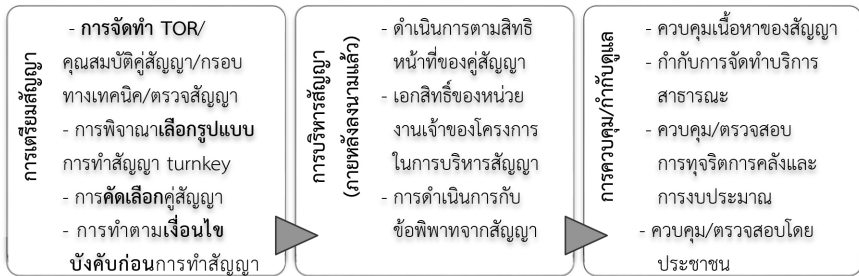 การเตรียมสัญญา
- การจัดทำ TOR/
คุณสมบัติคู่สัญญา/กรอบ
ทางเทคนิค/ตรวจสัญญา
- การพิจาณาเลือกรูปแบบ
การทำสัญญา turnkey
- การคัดเลือกคู่สัญญา
- การทำตามเงื่อนไข
บังคับก่อนการทำสัญญา
การบริหารสัญญา
(ภายหลังลงนามแล้ว)
- ดำเนินการตามสิทธิ
หน้าที่ของคู่สัญญา
- เอกสิทธิ์ของหน่วย
งานเจ้าของโครงการ
ในการบริหารสัญญา
- การดำเนินการกับ
ข้อพิพาทจากสัญญา
การควบคุม/กำกับดูแล
- ควบคุมเนื้อหาของสัญญา
- กำกับการจัดทำบริการ
สาธารณะ
- ควบคุม/ตรวจสอบ
การทุจริตการคลังและ
การงบประมาณ
- ควบคุม/ตรวจสอบโดย
ประชาชน